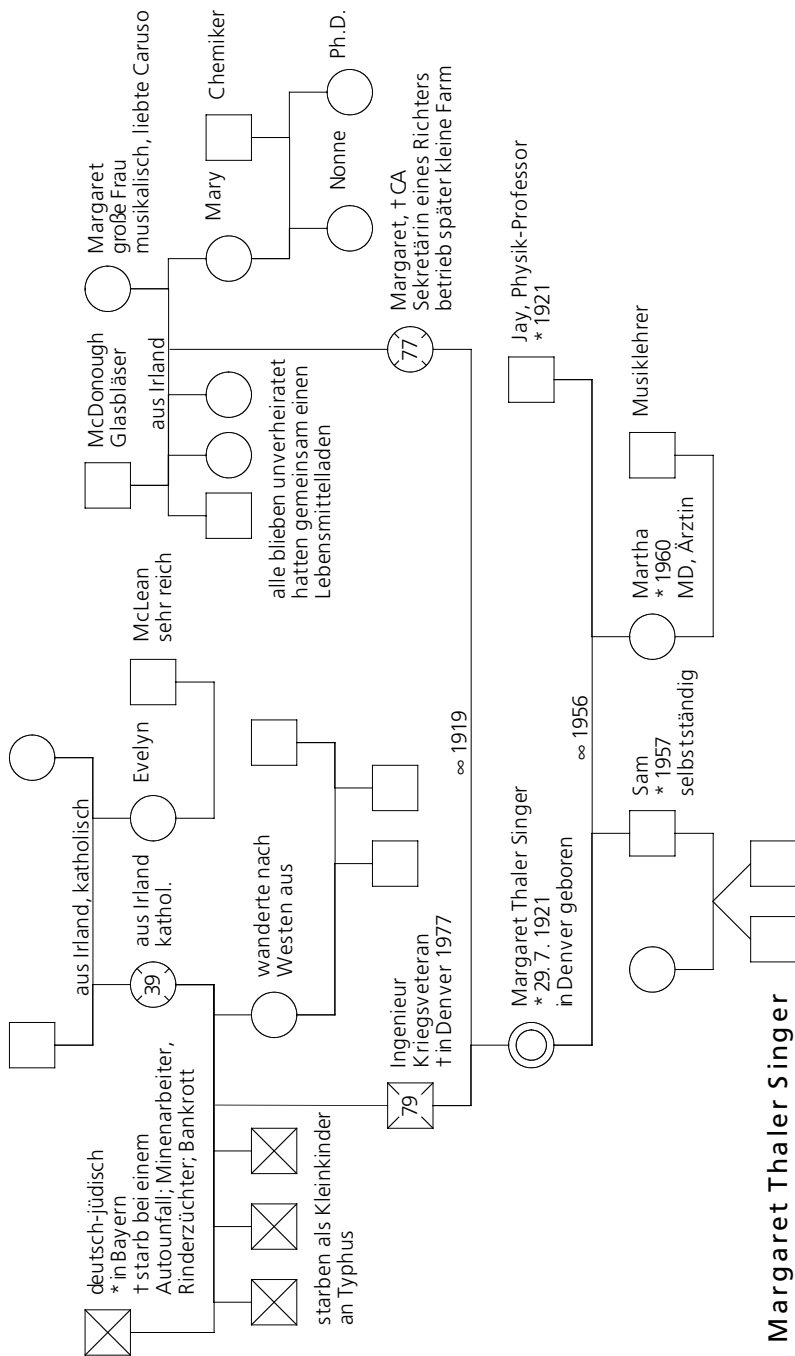 aus Irland, katholisch
deutsch-jüdisch
* in Bayern
† starb bei einem
Autounfall; Minenarbeiter,
Rinderzüchter; Bankrott
39
aus Irland
kathol.
Evelyn
McLean
sehr reich
McDonough
Glasbläser
aus Irland
Margaret
große Frau
musikalisch, liebte Caruso
Mary
Chemiker
Nonne
Ph.D.
starben als Kleinkinder
an Typhus
wanderte nach
Westen aus
alle blieben unverheiratet
hatten gemeinsam einen
Lebensmittelladen
79
Ingenieur
Kriegsveteran
† in Denver 1977
∞ 1919
77
Margaret, † CA
Sekretärin eines Richters
betrieb später kleine Farm
Margaret Thaler Singer
* 29.7. 1921
in Denver geboren
∞ 1956
Jay, Physik-Professor
* 1921
Sam
* 1957
selbstständig
Martha
* 1960
MD, Ärztin
Musiklehrer
Margaret Thaler Singer